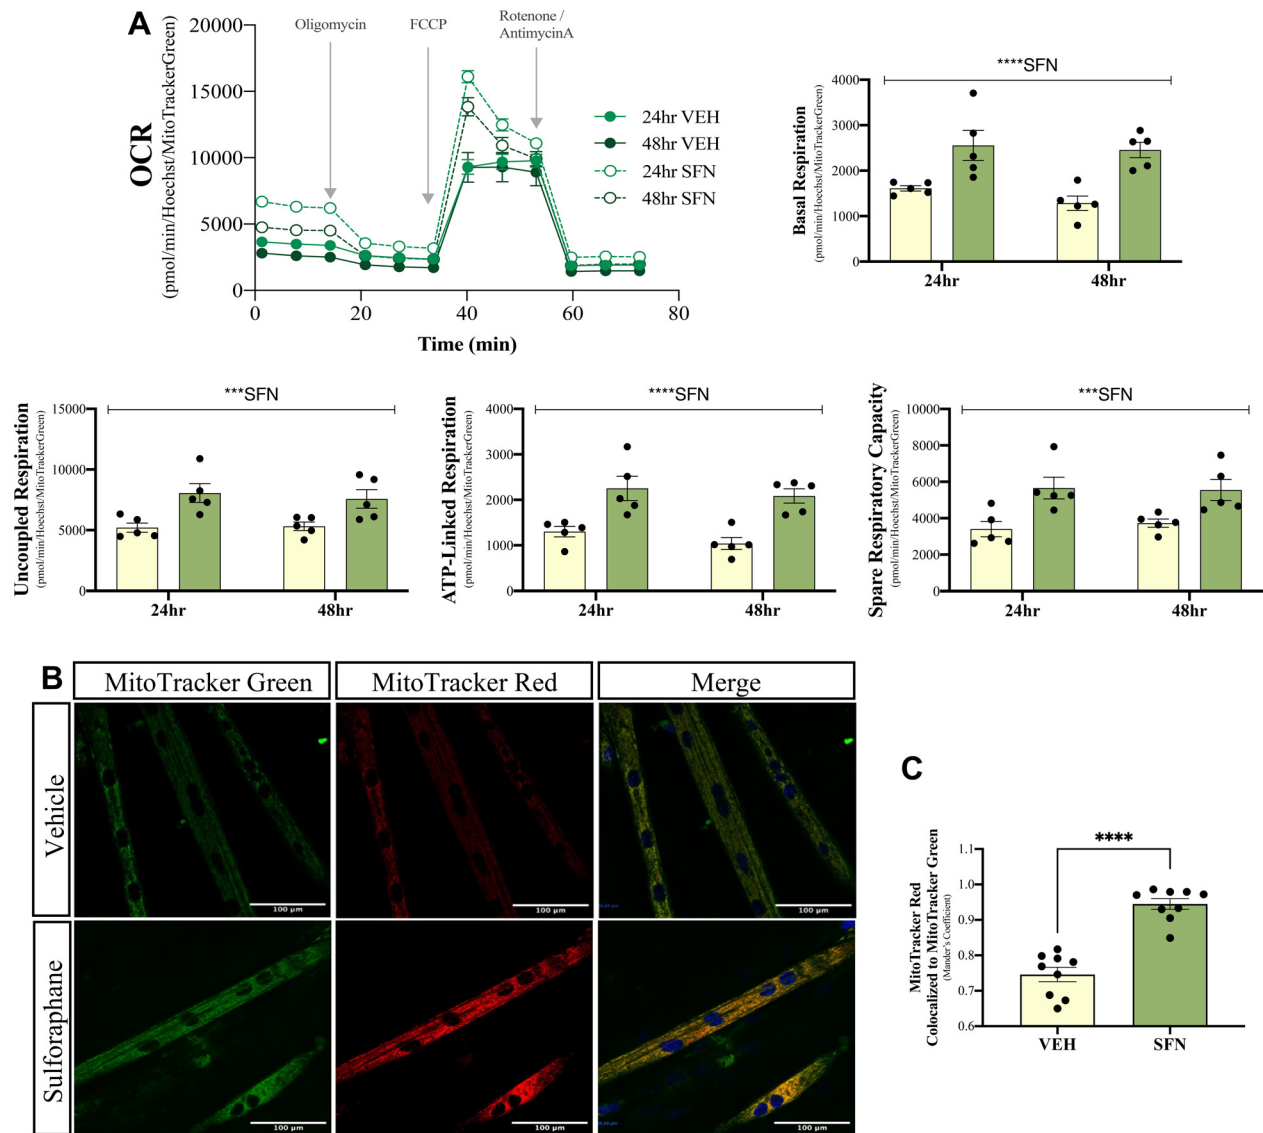 A
OCR
(pmol/min/Hoechst/MitoTrackerGreen)
20000
15000
10000
5000
0
Oligomycin
FCCP
Rotenone /
AntimycinA
24hr VEH
48hr VEH
24hr SFN
48hr SFN
0
20
40
60
80
Time (min)
****SFN
Basal Respiration
(pmol/min/Hoechst/MitoTrackerGreen)
4000
3000
2000
1000
0
24hr
48hr
***SFN
Uncoupled Respiration
(pmol/min/Hoechst/MitoTrackerGreen)
15000
10000
5000
0
24hr
48hr
****SFN
ATP-Linked Respiration
(pmol/min/Hoechst/MitoTrackerGreen)
4000
3000
2000
1000
0
24hr
48hr
***SFN
Spare Respiratory Capacity
(pmol/min/Hoechst/MitoTrackerGreen)
10000
8000
6000
4000
2000
0
24hr
48hr
B
MitoTracker Green
MitoTracker Red
Merge
Vehicle
100 μm
100 μm
100 μm
Sulforaphane
100 μm
100 μm
100 μm
C
MitoTracker Red
Colocalized to MitoTracker Green
(Mander's Coefficient)
****
1.1
1.0
0.9
0.8
0.7
0.6
VEH
SFN